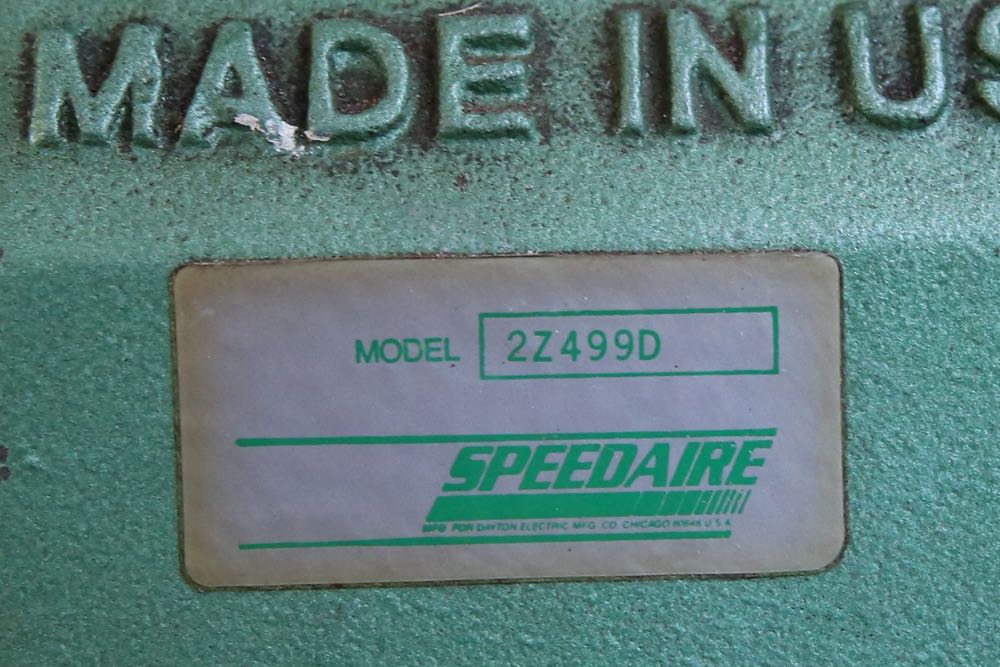 MADE IN US
MODEL 2Z499D
SPEEDAIRE
MFG FOR DAYTON ELECTRIC MFG. CO. CHICAGO 60648 U.S.A.